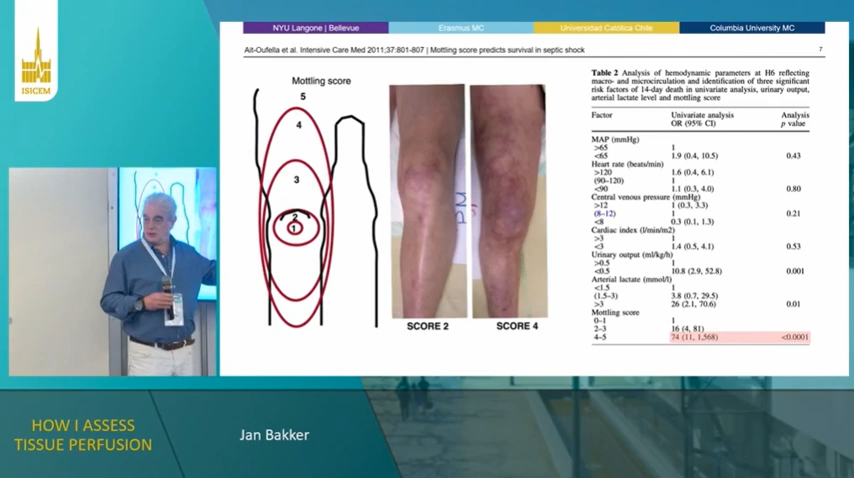 ISICEM
NYU Langone | Bellevue
Erasmus MC
Universidad Católica Chile
Columbia University MC
Ait-Oufella et al. Intensive Care Med 2011;37:801-807 | Mottling score predicts survival in septic shock
7
Mottling score
5
4
3
2
1
SCORE 2
SCORE 4
Table 2 Analysis of hemodynamic parameters at H6 reflecting
macro- and microcirculation and identification of three significant
risk factors of 14-day death in univariate analysis, urinary output,
arterial lactate level and mottling score
Factor Univariate analysis OR (95% CI) Analysis p value
MAP (mmHg)
>65 1
<65 1.9 (0.4, 10.5) 0.43
Heart rate (beats/min)
>120 1.6 (0.4, 6.1)
(90–120) 1
<90 1.1 (0.3, 4.0) 0.80
Central venous pressure (mmHg)
>12 1 (0.3, 3.3)
(8–12) 1 0.21
<8 0.3 (0.1, 1.3)
Cardiac index (l/min/m2)
>3 1
<3 1.4 (0.5, 4.1) 0.53
Urinary output (ml/kg/h)
>0.5 1
<0.5 10.8 (2.9, 52.8) 0.001
Arterial lactate (mmol/l)
<1.5 1
(1.5–3) 3.8 (0.7, 29.5)
>3 26 (2.1, 70.6) 0.01
Mottling score
0–1 1
2–3 16 (4, 81)
4–5 74 (11, 1,568) <0.0001
HOW I ASSESS
TISSUE PERFUSION
Jan Bakker